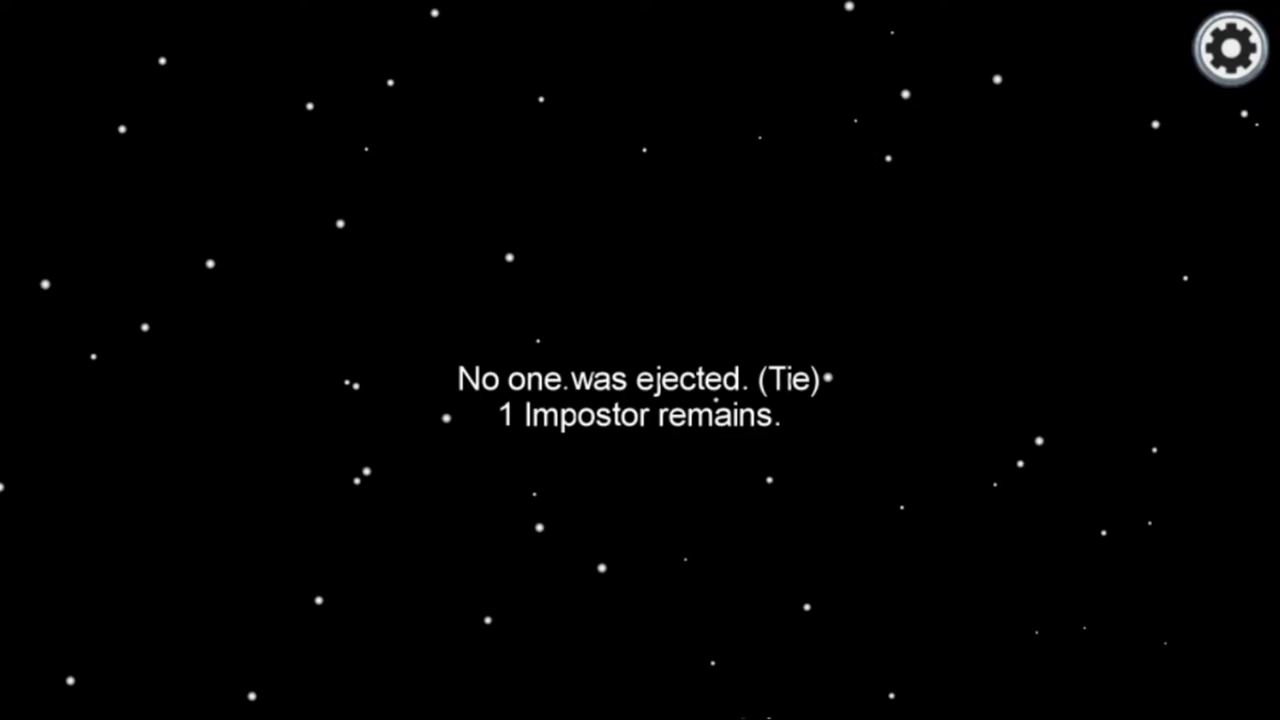 No one was ejected. (Tie)
1 Impostor remains.